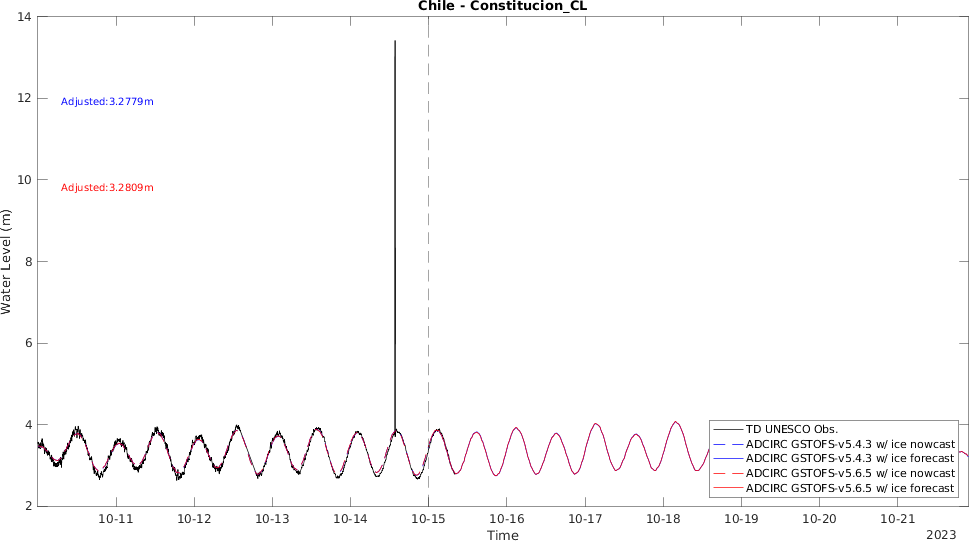 Chile - Constitucion_CL
14
12
10
8
6
4
2
Water Level (m)
Adjusted:3.2779m
Adjusted:3.2809m
TD UNESCO Obs.
ADCIRC GSTOFS-v5.4.3 w/ ice nowcast
ADCIRC GSTOFS-v5.4.3 w/ ice forecast
ADCIRC GSTOFS-v5.6.5 w/ ice nowcast
ADCIRC GSTOFS-v5.6.5 w/ ice forecast
10-11 10-12 10-13 10-14 10-15 10-16 10-17 10-18 10-19 10-20 10-21
Time
2023